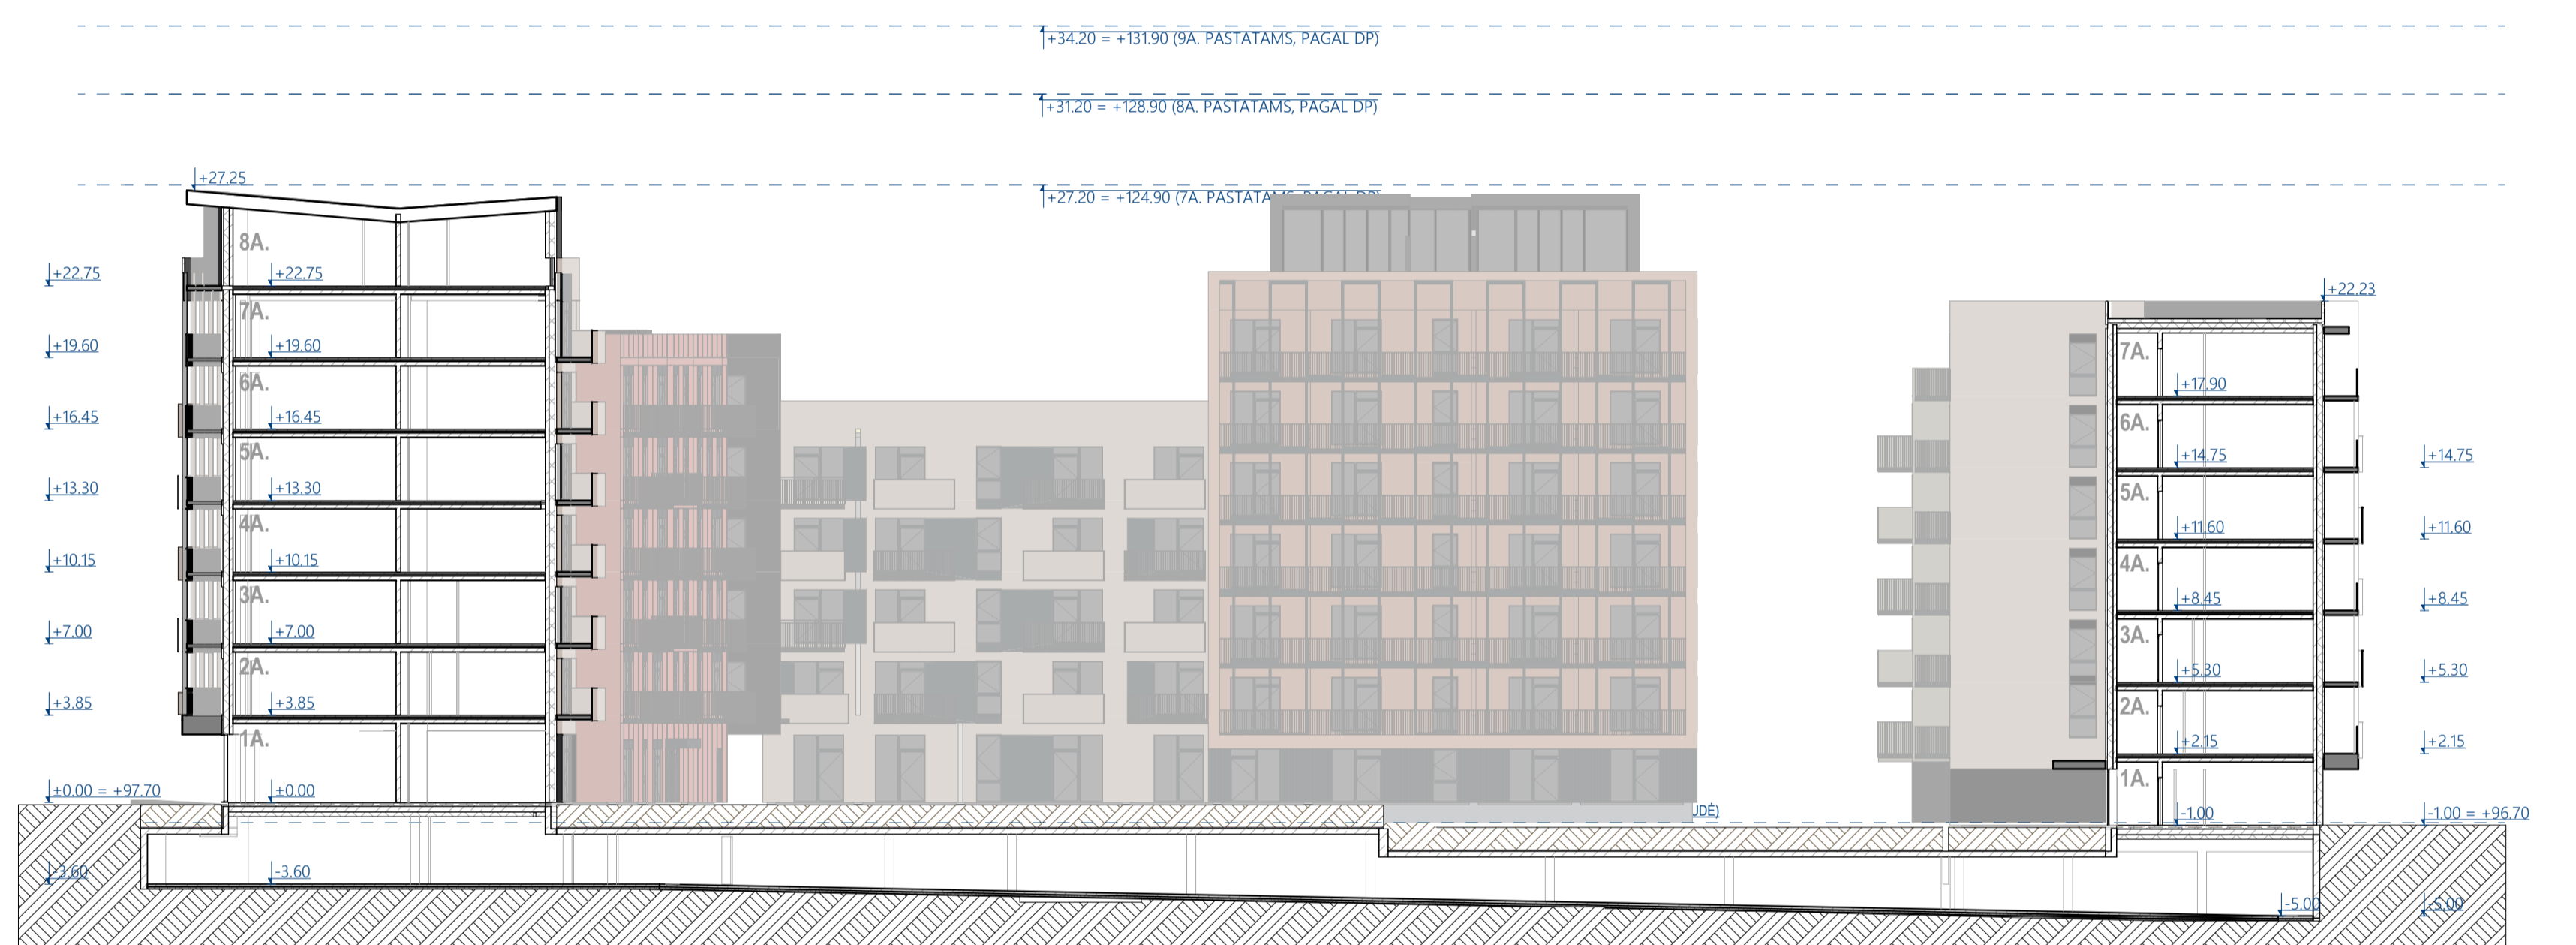 +34.20 = +131.90 (9A. PASTATAMS, PAGAL DP)
+31.20 = +128.90 (8A. PASTATAMS, PAGAL DP)
+27.25
+27.20 = +124.90 (7A.
8A.
+22.75
+22.75
+22.23
7A.
+19.60
+19.60
7A.
+17.90
6A.
+16.45
+16.45
6A.
5A.
+14.75
+14.75
+13.30
+13.30
5A.
4A.
+11.60
+11.60
+10.15
+10.15
4A.
3A.
+8.45
+8.45
+7.00
+7.00
3A.
2A.
+5.30
+5.30
+3.85
+3.85
2A.
1A.
+2.15
+2.15
1A.
±0.00 = +97.70
±0.00
-1.00
-1.00 = +96.70
-3.60
-3.60
-5.00
-5.00